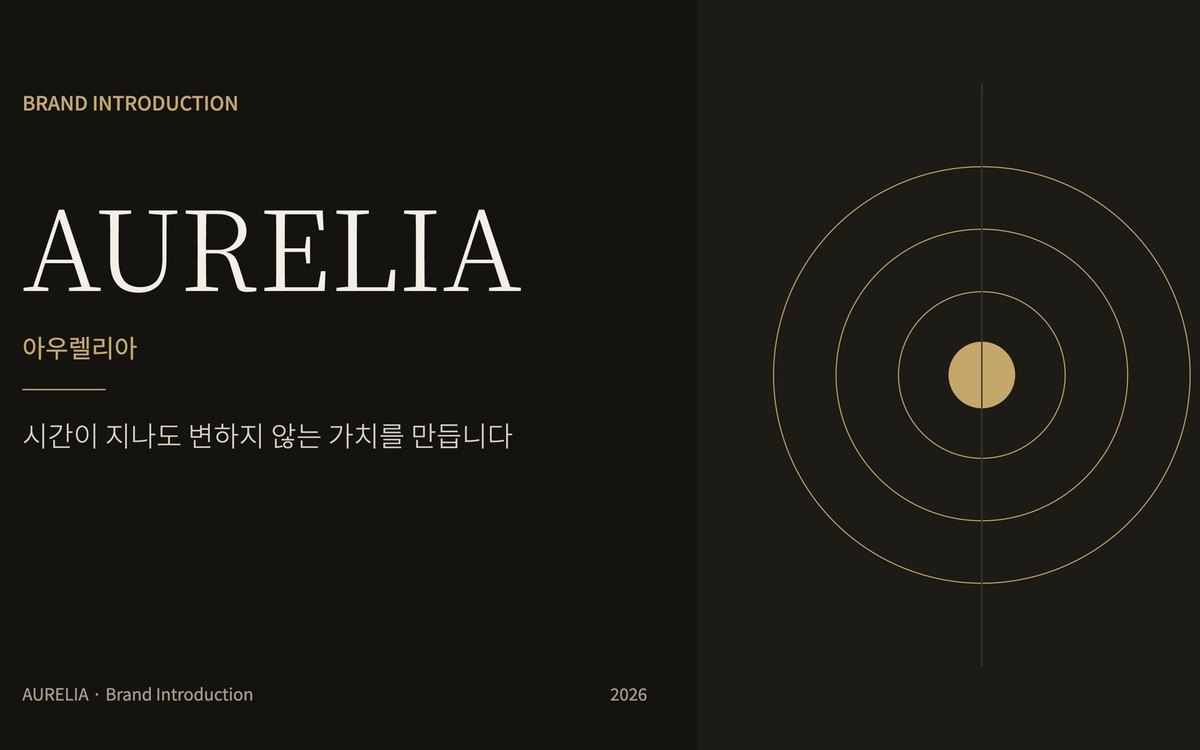 BRAND INTRODUCTION
AURELIA
아우렐리아
시간이 지나도 변하지 않는 가치를 만듭니다
AURELIA · Brand Introduction
2026